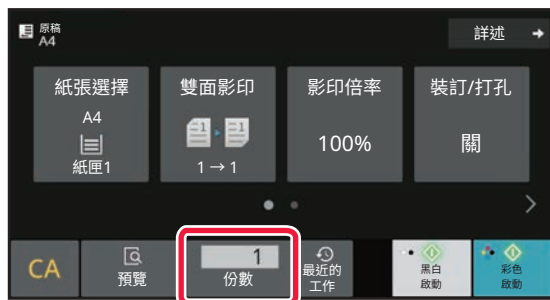 原稿
A4
詳述
紙張選擇
A4
紙匣1
雙面影印
1
1
1 → 1
影印倍率
100%
裝訂/打孔
關
CA
預覽
1
份數
最近的
工作
黑白
啟動
彩色
啟動